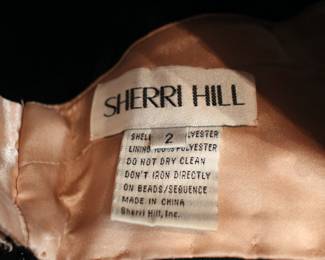 SHERRI HILL
SHELL 2 POLYESTER
LINING 100% POLYESTER
DO NOT DRY CLEAN
DON'T IRON DIRECTLY
ON BEADS/SEQUENCE
MADE IN CHINA
Sherri Hill, Inc.